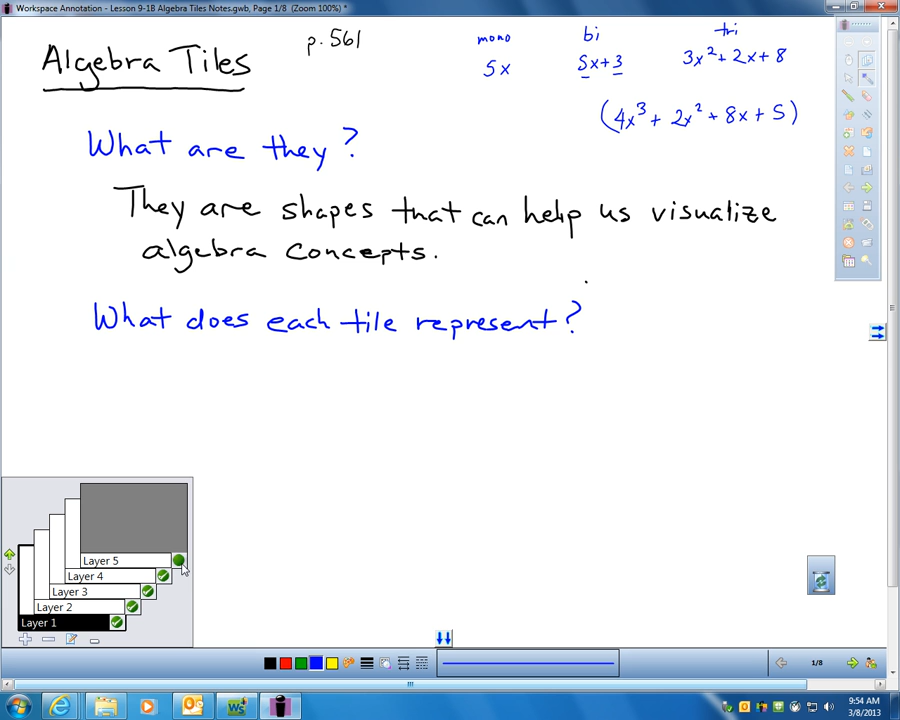 Workspace Annotation - Lesson 9-1B Algebra Tiles Notes.gwb, Page 1/8 (Zoom 100%) *
Algebra Tiles
p. 561
mono bi tri
5x 5x+3 3x²+2x+8
(4x³ + 2x² + 8x + 5)
What are they?
They are shapes that can help us visualize
algebra concepts.
What does each tile represent?
Layer 5
Layer 4
Layer 3
Layer 2
Layer 1
1/8
9:54 AM
3/8/2013